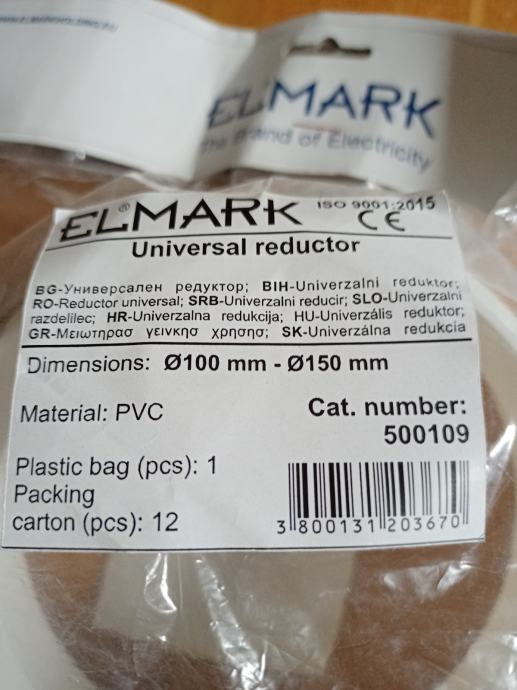 ELMARK
The Brand of Electricity
ELMARK® ISO 9001:2015
CE
Universal reductor
BG-Универсален редуктор; BIH-Univerzalni reduktor;
RO-Reductor universal; SRB-Univerzalni reducir; SLO-Univerzalni
razdelilec; HR-Univerzalna redukcija; HU-Univerzális reduktor;
GR-Μειωτηρασ γεινκησ χρησησ; SK-Univerzálna redukcia
Dimensions: Ø100 mm - Ø150 mm
Material: PVC
Cat. number:
500109
Plastic bag (pcs): 1
Packing
carton (pcs): 12
3 800131 203670